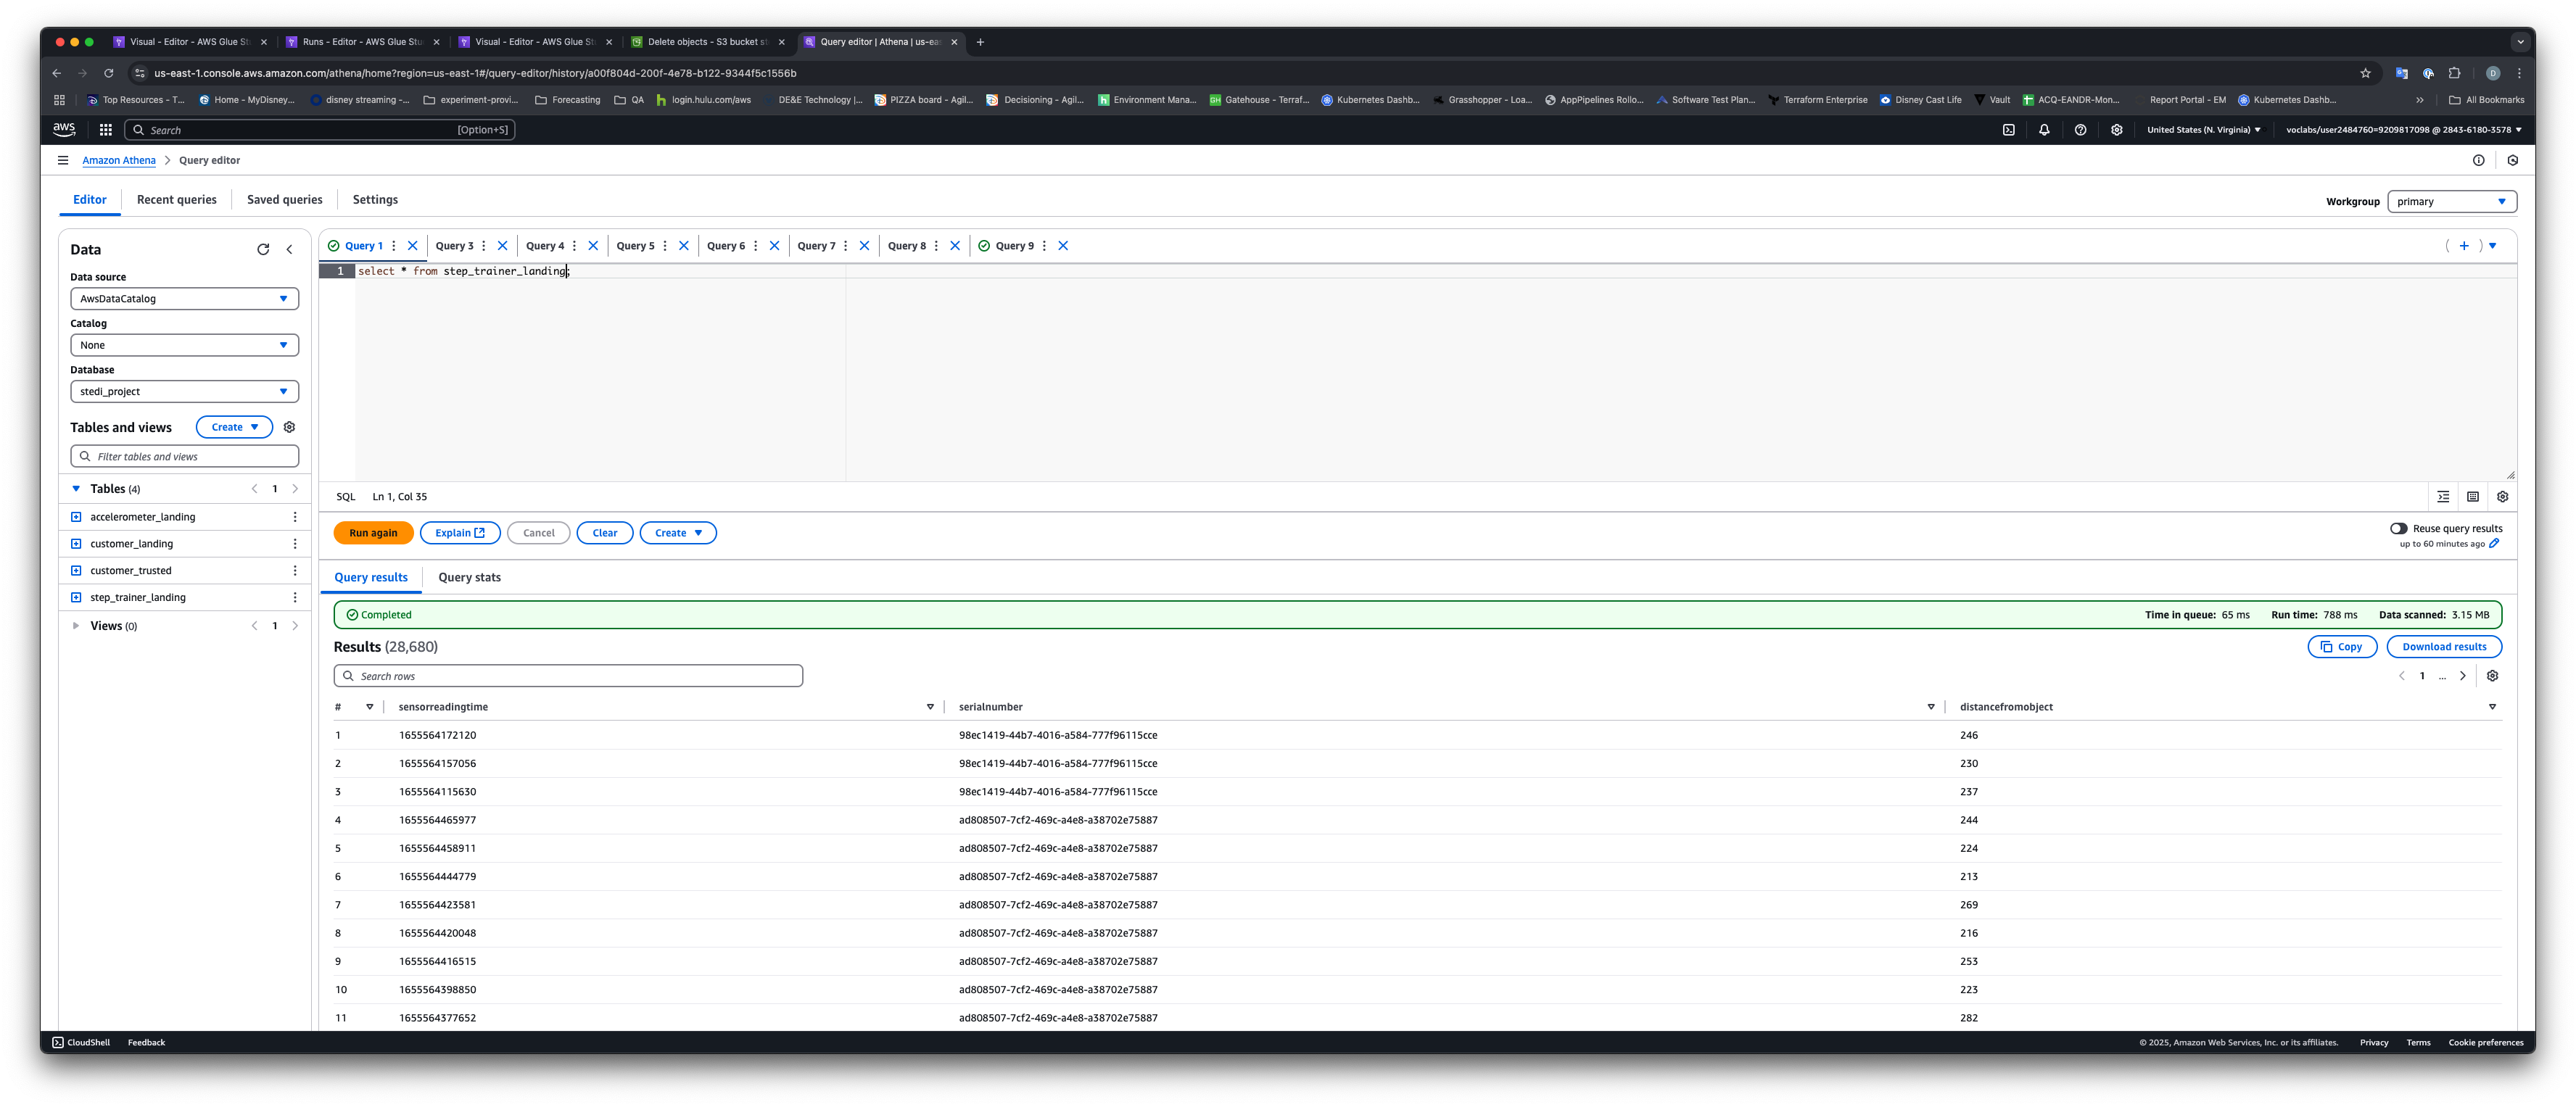 Visual - Editor - AWS Glue St
Runs - Editor - AWS Glue Stu
Visual - Editor - AWS Glue St
Delete objects - S3 bucket st
Query editor | Athena | us-ea
us-east-1.console.aws.amazon.com/athena/home?region=us-east-1#/query-editor/history/a00f804d-200f-4e78-b122-9344f5c1556b
Top Resources - T...
Home - MyDisney...
disney streaming -...
experiment-provi...
Forecasting
QA
login.hulu.com/aws
DE&E Technology |...
PIZZA board - Agil...
Decisioning - Agil...
Environment Mana...
Gatehouse - Terraf...
Kubernetes Dashb...
Grasshopper - Loa...
AppPipelines Rollo...
Software Test Plan...
Terraform Enterprise
Disney Cast Life
Vault
ACQ-EANDR-Mon...
Report Portal - EM
Kubernetes Dashb...
All Bookmarks
aws
Search
[Option+S]
United States (N. Virginia)
voclabs/user2484760=9209817098 @ 2843-6180-3578
Amazon Athena
Query editor
Editor
Recent queries
Saved queries
Settings
Workgroup
primary
Data
Data source
AwsDataCatalog
Catalog
None
Database
stedi_project
Tables and views
Create
Filter tables and views
Tables (4)
1
accelerometer_landing
customer_landing
customer_trusted
step_trainer_landing
Views (0)
1
Query 1
Query 3
Query 4
Query 5
Query 6
Query 7
Query 8
Query 9
1 select * from step_trainer_landing;
SQL
Ln 1, Col 35
Run again
Explain
Cancel
Clear
Create
Reuse query results
up to 60 minutes ago
Query results
Query stats
Completed
Time in queue: 65 ms
Run time: 788 ms
Data scanned: 3.15 MB
Results (28,680)
Copy
Download results
Search rows
1 ...
# sensorreadingtime serialnumber distancefromobject
1 1655564172120 98ec1419-44b7-4016-a584-777f96115cce 246
2 1655564157056 98ec1419-44b7-4016-a584-777f96115cce 230
3 1655564115630 98ec1419-44b7-4016-a584-777f96115cce 237
4 1655564465977 ad808507-7cf2-469c-a4e8-a38702e75887 244
5 1655564458911 ad808507-7cf2-469c-a4e8-a38702e75887 224
6 1655564444779 ad808507-7cf2-469c-a4e8-a38702e75887 213
7 1655564423581 ad808507-7cf2-469c-a4e8-a38702e75887 269
8 1655564420048 ad808507-7cf2-469c-a4e8-a38702e75887 216
9 1655564416515 ad808507-7cf2-469c-a4e8-a38702e75887 253
10 1655564398850 ad808507-7cf2-469c-a4e8-a38702e75887 223
11 1655564377652 ad808507-7cf2-469c-a4e8-a38702e75887 282
CloudShell
Feedback
© 2025, Amazon Web Services, Inc. or its affiliates.
Privacy
Terms
Cookie preferences